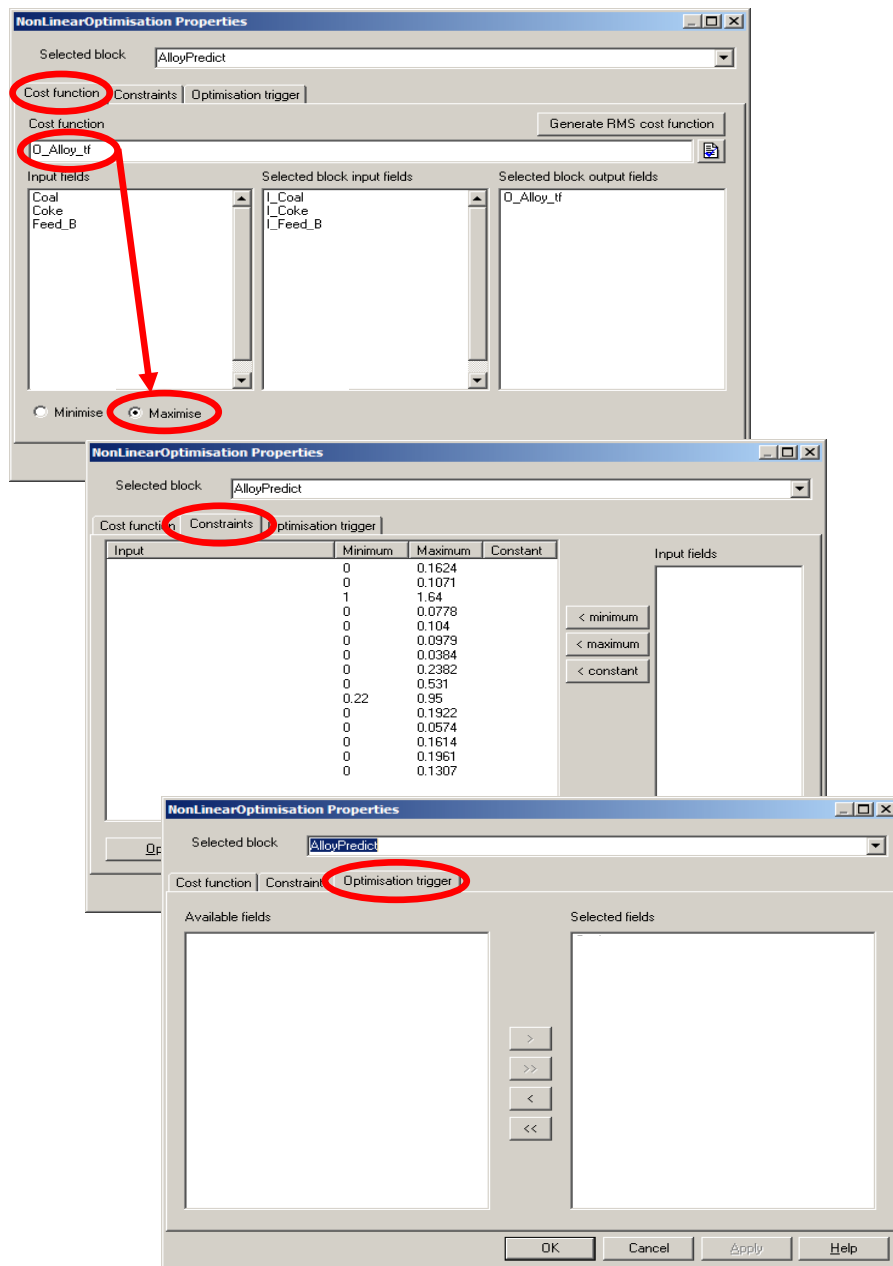 NonLinearOptimisation Properties
Selected block AlloyPredict
Cost function Constraints Optimisation trigger
Cost function Generate RMS cost function
O_Alloy_tf
Input fields Selected block input fields Selected block output fields
Coal I_Coal O_Alloy_tf
Coke I_Coke
Feed_B I_Feed_B
Minimise Maximise
NonLinearOptimisation Properties
Selected block AlloyPredict
Cost function Constraints Optimisation trigger
Input Minimum Maximum Constant Input fields
0 0.1624
0 0.1071
1 1.64
0 0.0778
0 0.104
< minimum
0 0.0979
< maximum
0 0.0384
0 0.2382
< constant
0 0.531
0.22 0.95
0 0.1922
0 0.0574
0 0.1614
0 0.1961
0 0.1307
Op
NonLinearOptimisation Properties
Selected block AlloyPredict
Cost function Constraints Optimisation trigger
Available fields Selected fields
>
>>
<
<<
OK Cancel Apply Help